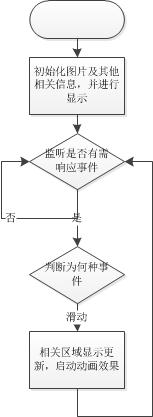 初始化图片及其他
相关信息，并进行
显示
监听是否有需
响应事件
否
是
判断为何种事
件
滑动
相关区域显示更
新，启动动画效果